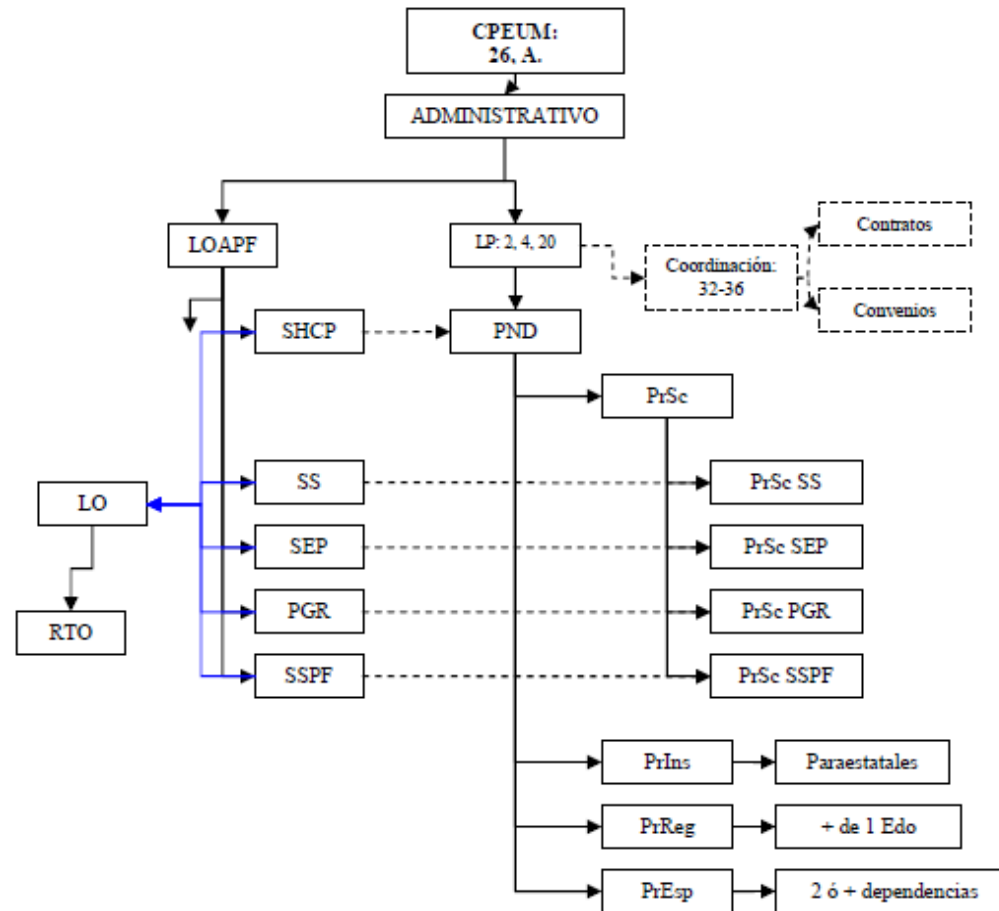 CPEUM:
26, A.
ADMINISTRATIVO
LOAPF
LP: 2, 4, 20
Contratos
Coordinación:
32-36
Convenios
SHCP
PND
PrSc
SS
PrSc SS
LO
SEP
PrSc SEP
PGR
PrSc PGR
RTO
SSPF
PrSc SSPF
PrIns
Paraestatales
PrReg
+ de 1 Edo
PrEsp
2 ó + dependencias